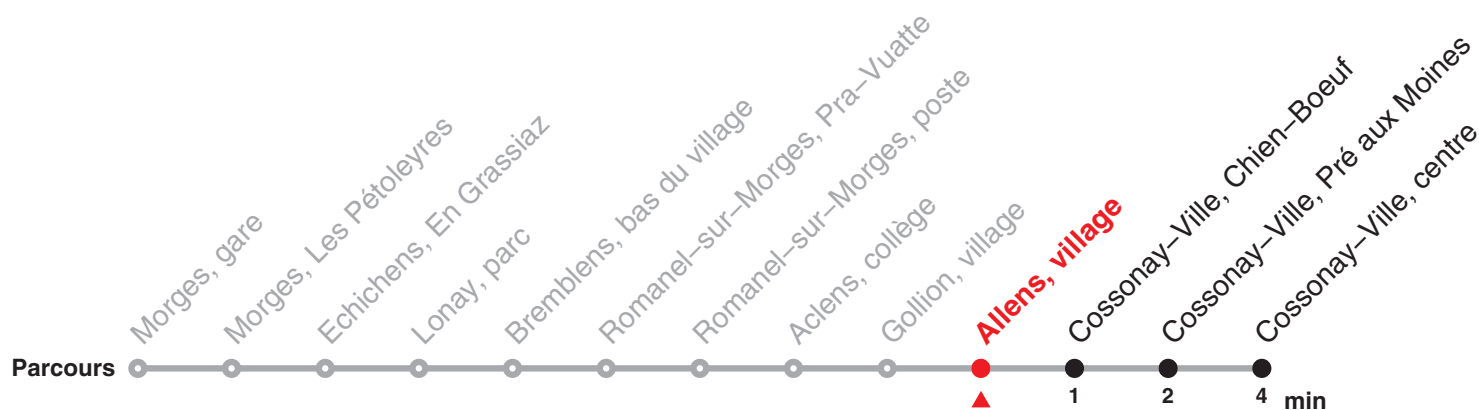 Morges, gare
Morges, Les Pétoleyres
Echichens, En Grassiaz
Lonay, parc
Bremblens, bas du village
Romanel–sur–Morges, Pra–Vuatte
Romanel–sur–Morges, poste
Aclens, collège
Gollion, village
Allens, village
Cossonay–Ville, Chien–Boeuf
Cossonay–Ville, Pré aux Moines
Cossonay–Ville, centre
Parcours
1 2 4 min